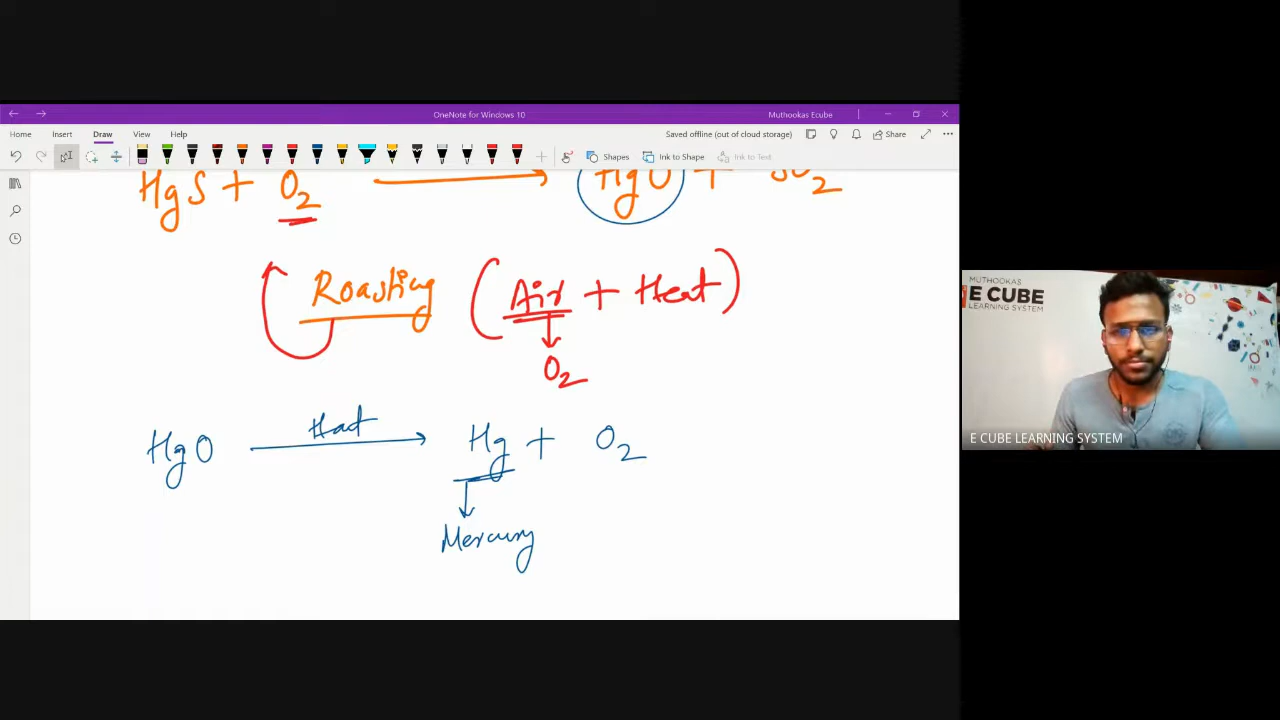 OneNote for Windows 10
Muthookas Ecube
Home Insert Draw View Help
Saved offline (out of cloud storage)
Share
Shapes
Ink to Shape
Ink to Text
HgS + O2 → HgO + SO2
Roasting (Air + Heat)
O2
Heat
HgO → Hg + O2
Mercury
MUTHOOKAS
E CUBE
LEARNING SYSTEM
E CUBE LEARNING SYSTEM